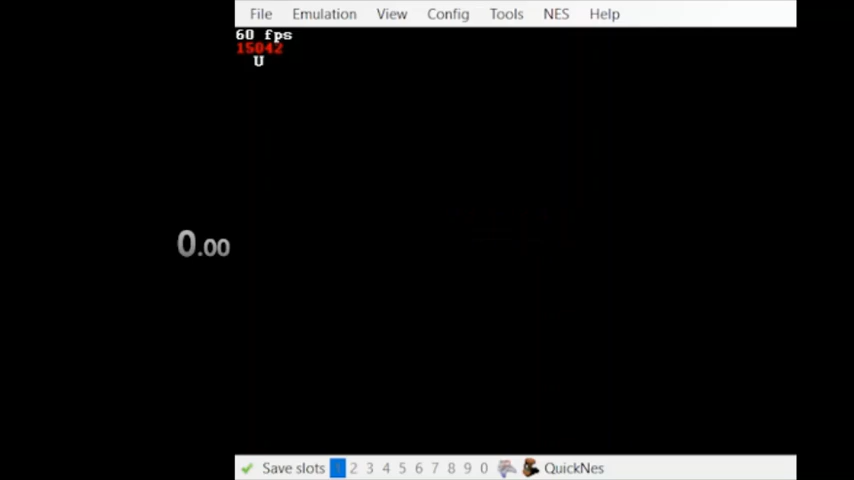 File Emulation View Config Tools NES Help
60 fps
15042
U
0.00
Save slots 1 2 3 4 5 6 7 8 9 0 QuickNes